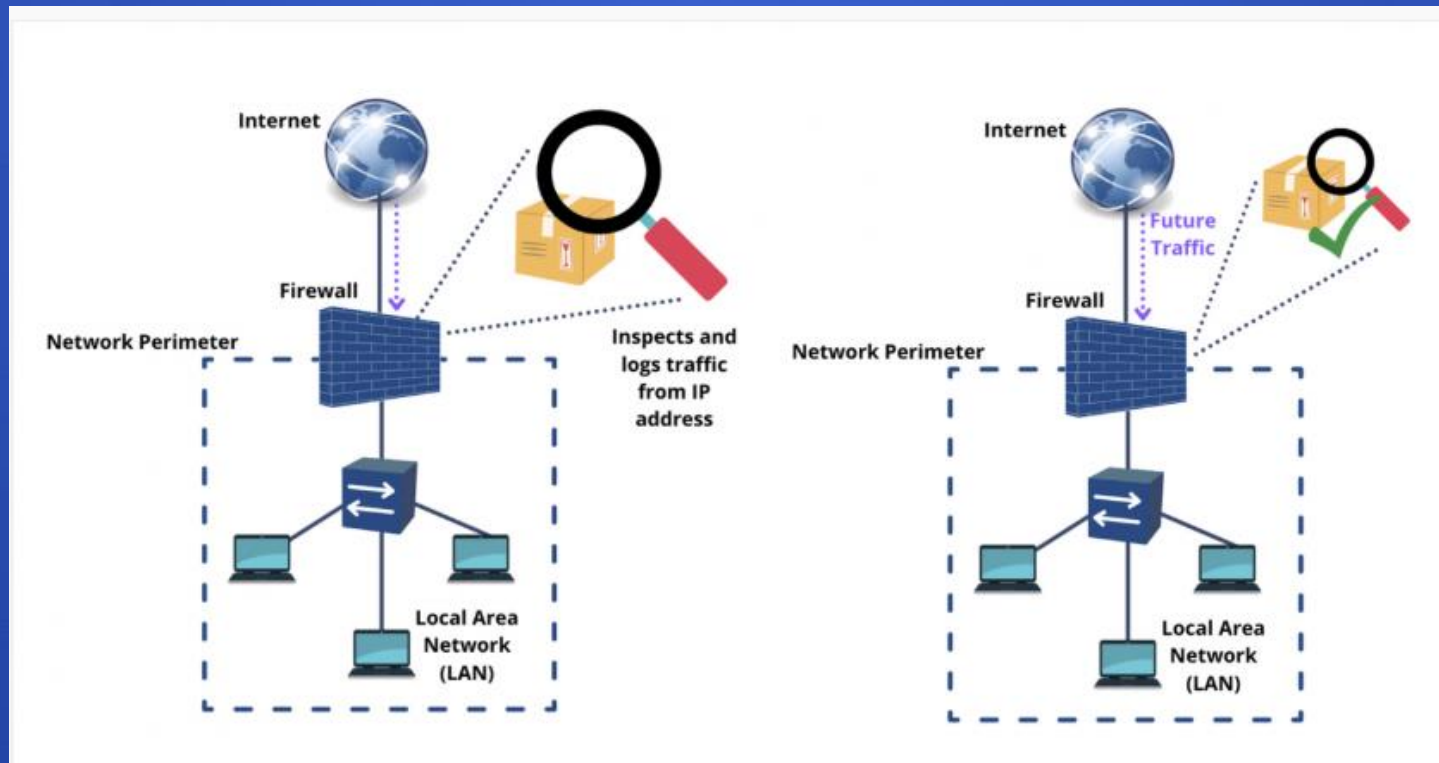 Internet
Firewall
Network Perimeter
Inspects and
logs traffic
from IP
address
Local Area
Network
(LAN)
Internet
Future
Traffic
Firewall
Network Perimeter
Local Area
Network
(LAN)